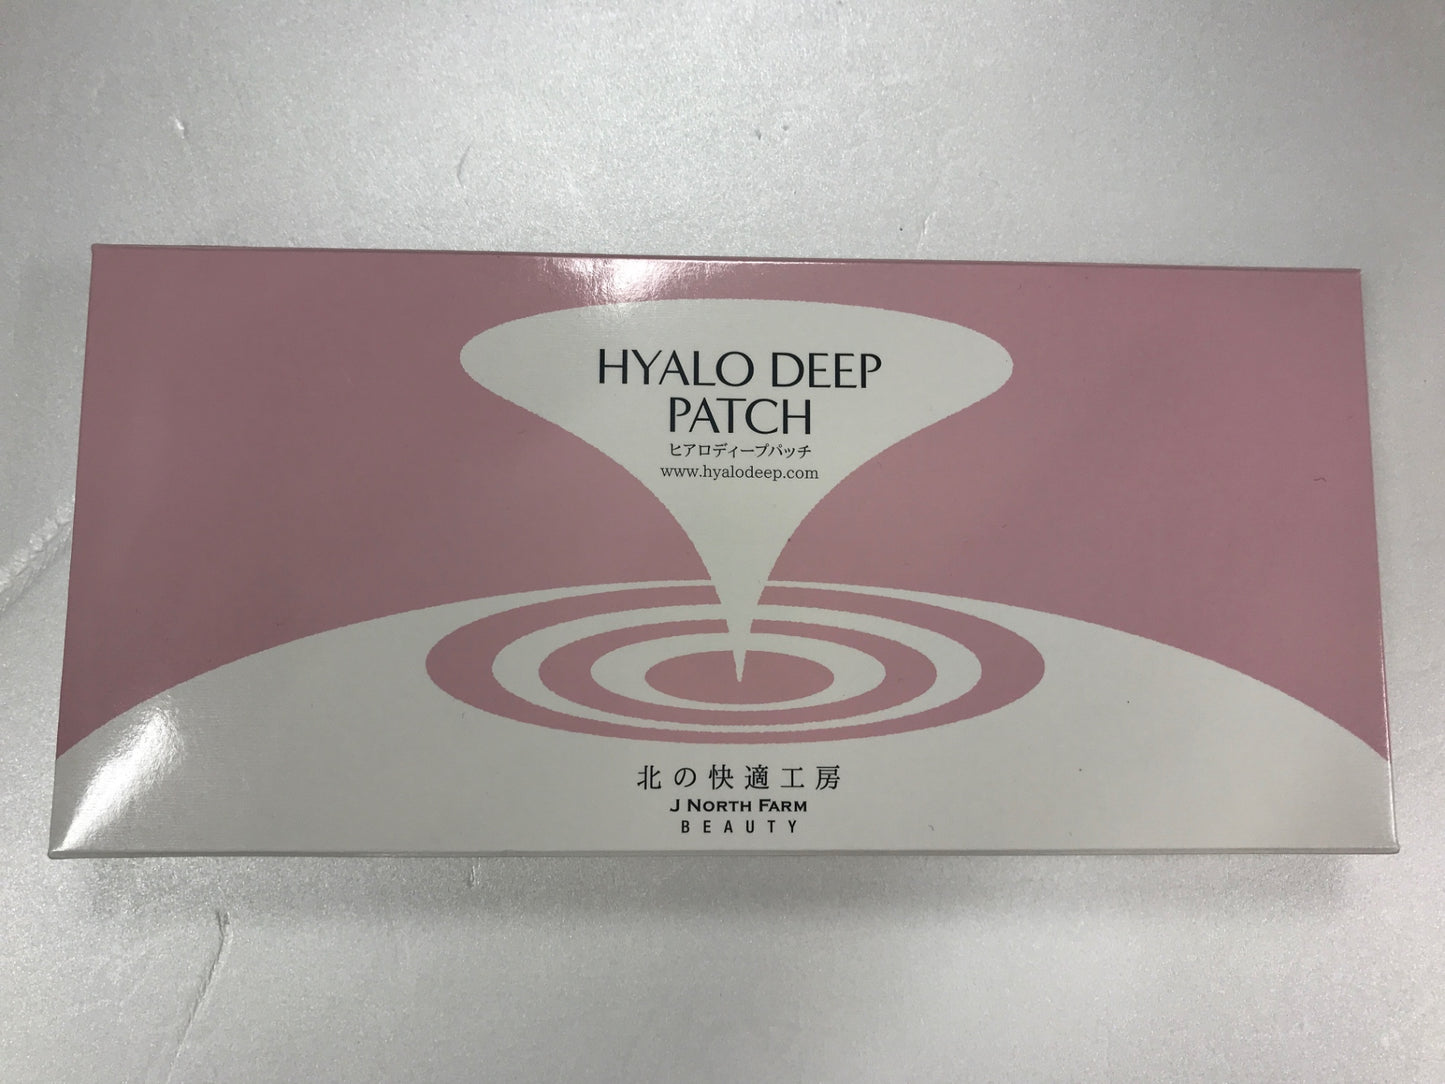 HYALO DEEP
PATCH
ヒアロディープパッチ
www.hyalodeep.com
北の快適工房
J NORTH FARM
BEAUTY